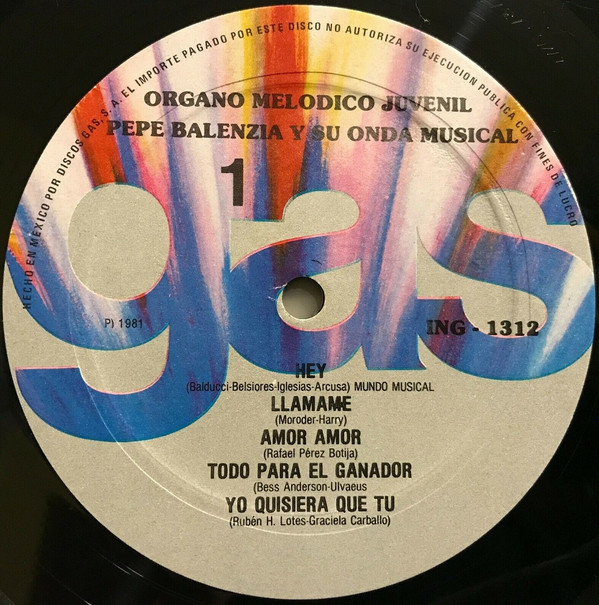 HECHO EN MEXICO POR DISCOS GAS, S. A. EL IMPORTE PAGADO POR ESTE DISCO NO AUTORIZA SU EJECUCION PUBLICA CON FINES DE LUCRO
ORGANO MELODICO JUVENIL
PEPE BALENZIA Y SU ONDA MUSICAL
1
gas
P) 1981
ING - 1312
HEY
(Balducci-Belsiores-Iglesias-Arcusa) MUNDO MUSICAL
LLAMAME
(Moroder-Harry)
AMOR AMOR
(Rafael Pérez Botija)
TODO PARA EL GANADOR
(Bess Anderson-Ulvaeus
YO QUISIERA QUE TU
(Rubén H. Lotes-Graciela Carballo)